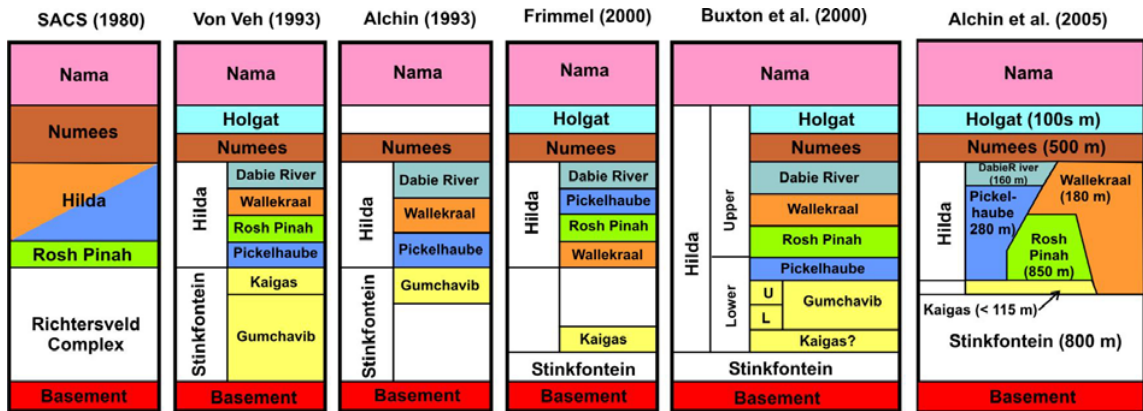 SACS (1980)
Nama
Numees
Hilda
Rosh Pinah
Richtersveld
Complex
Basement
Von Veh (1993)
Nama
Holgat
Numees
Hilda
Dabie River
Wallekraal
Rosh Pinah
Pickelhaube
Stinkfontein
Kaigas
Gumchavib
Basement
Alchin (1993)
Nama
Numees
Hilda
Dabie River
Wallekraal
Pickelhaube
Stinkfontein
Gumchavib
Basement
Frimmel (2000)
Nama
Holgat
Numees
Hilda
Dabie River
Pickelhaube
Rosh Pinah
Wallekraal
Kaigas
Stinkfontein
Basement
Buxton et al. (2000)
Nama
Hilda
Upper
Holgat
Numees
Dabie River
Wallekraal
Rosh Pinah
Lower
Pickelhaube
U
L
Gumchavib
Kaigas?
Stinkfontein
Basement
Alchin et al. (2005)
Nama
Holgat (100s m)
Numees (500 m)
Hilda
DabieR iver
(160 m)
Pickel-
haube
280 m)
Wallekraal
(180 m)
Rosh
Pinah
(850 m)
Kaigas (< 115 m)
Stinkfontein (800 m)
Basement